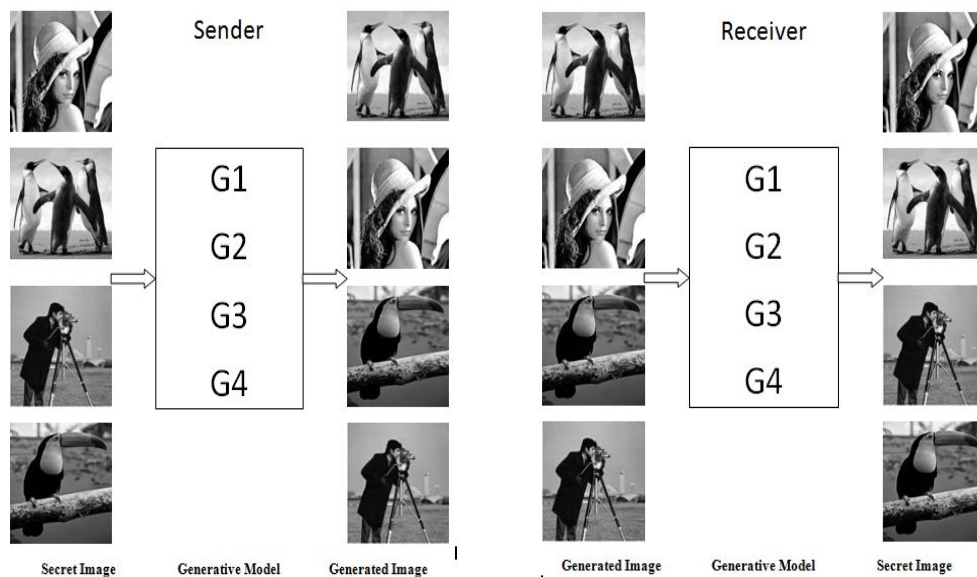 Sender
Receiver
G1
G2
G3
G4
G1
G2
G3
G4
Secret Image
Generative Model
Generated Image
Generated Image
Generative Model
Secret Image